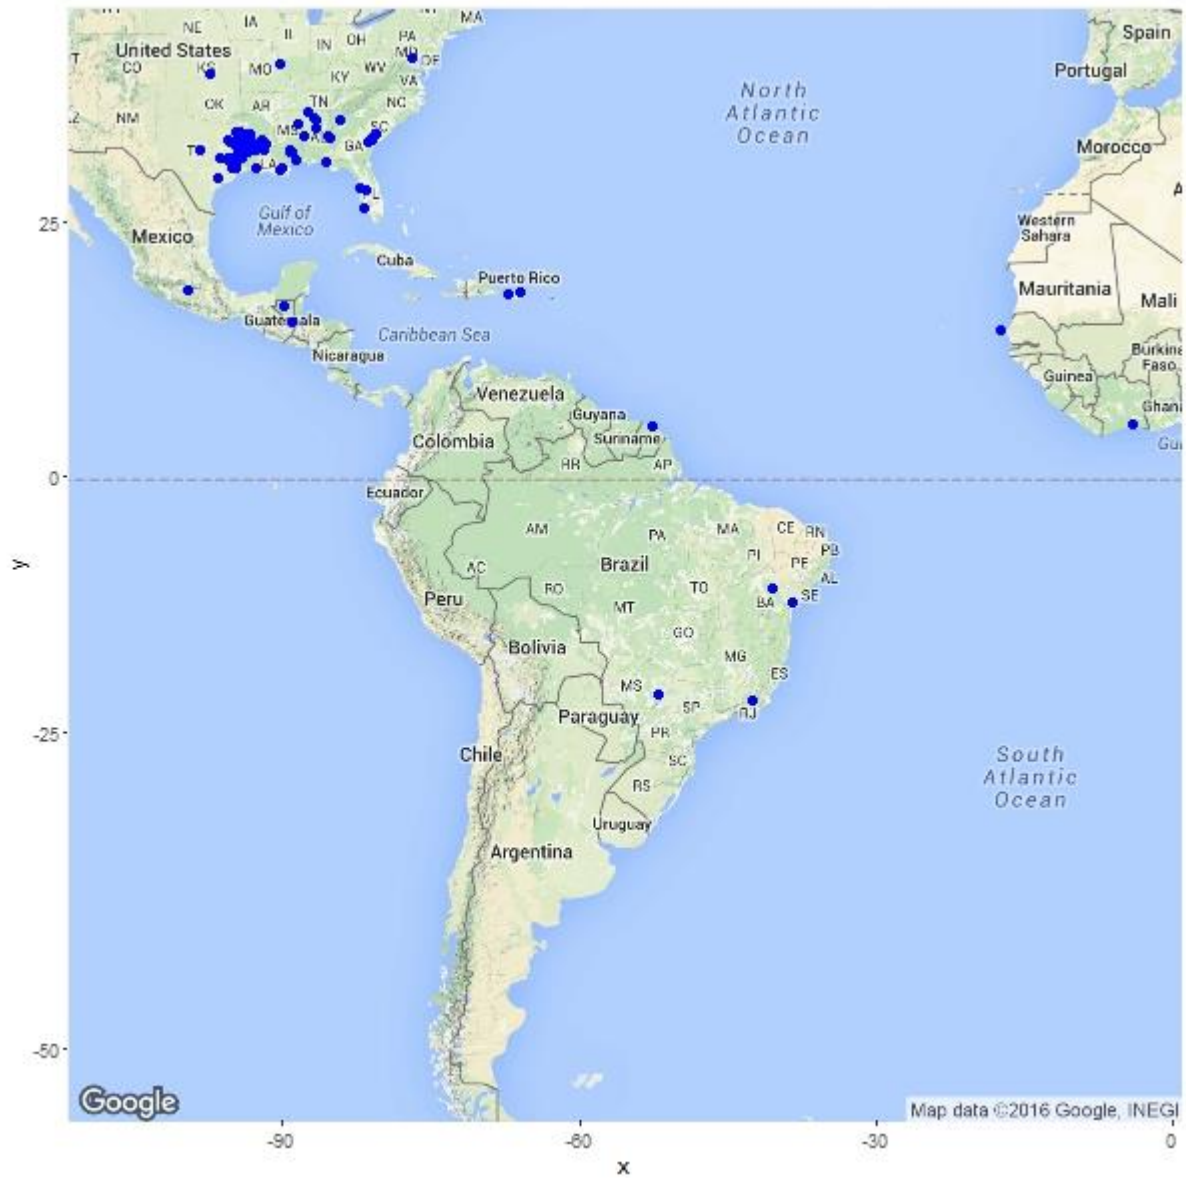 MA
IA
NE
IL
PA
OH
IN
United States
MD
DE
CO
KS
MO
WV
VA
KY
OK
AR
TN
NC
NM
MS
SC
GA
LA
Gulf of
Mexico
Mexico
Cuba
Puerto Rico
Guatemala
Caribbean Sea
Nicaragua
Venezuela
Guyana
Colombia
Suriname
RR
AP
Ecuador
AM
PA
MA
CE
RN
PI
PB
PE
Brazil
AC
RO
TO
AL
SE
BA
MT
Peru
GO
Bolivia
MG
ES
MS
SP
RJ
Paraguay
PR
Chile
SC
RS
Uruguay
Argentina
North
Atlantic
Ocean
South
Atlantic
Ocean
Spain
Portugal
Morocco
Western
Sahara
Mauritania
Mali
Burkina
Faso
Guinea
Ghana
25
0
-25
-50
y
Google
Map data ©2016 Google, INEGI
-90
-60
-30
0
x